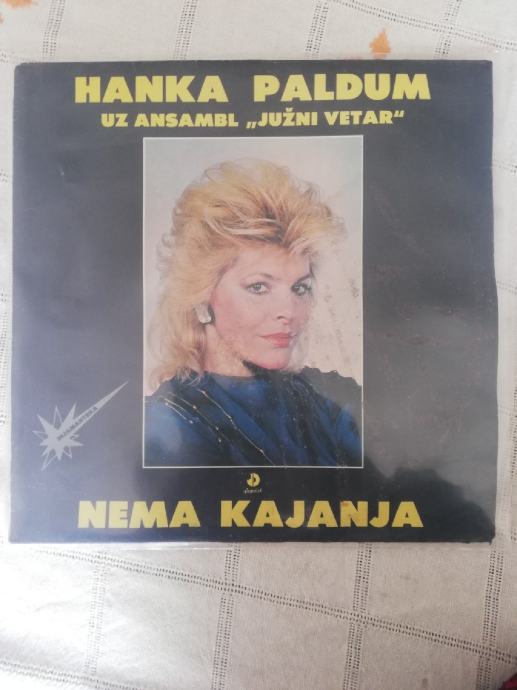 HANKA PALDUM
UZ ANSAMBL „JUŽNI VETAR“
NEMA KAJANJA